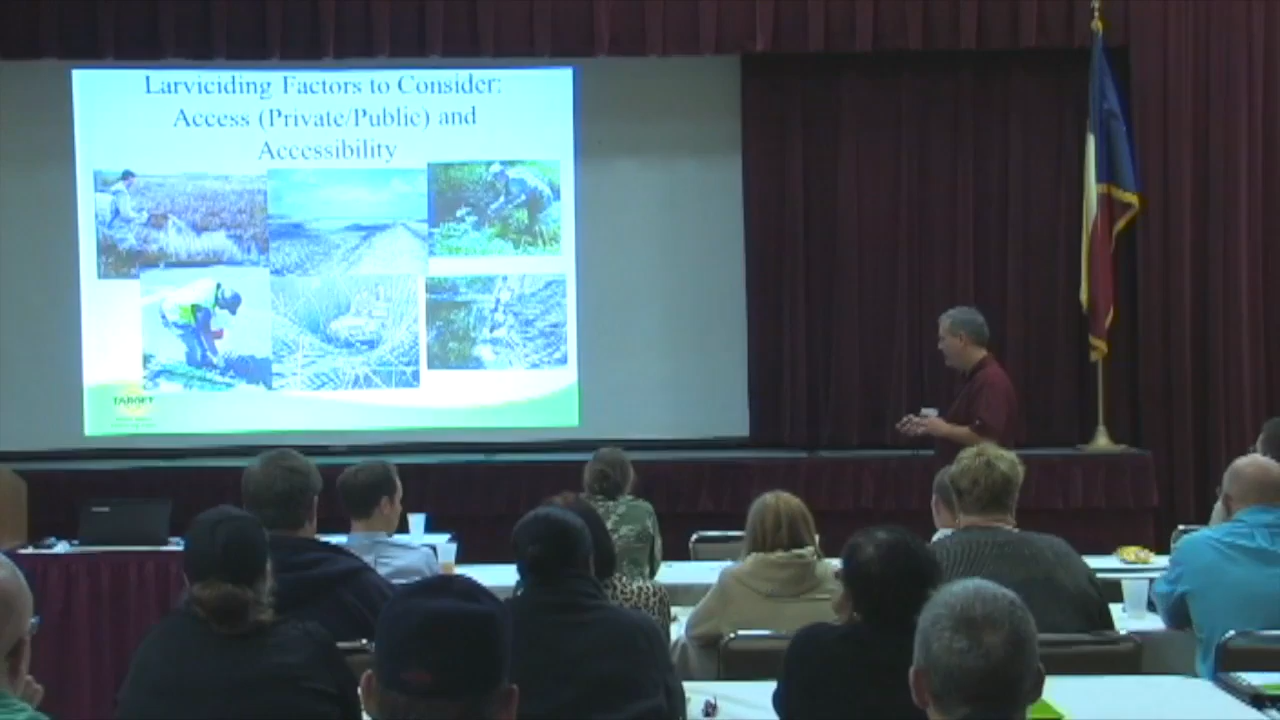 Larviciding Factors to Consider:
Access (Private/Public) and
Accessibility
TARGET